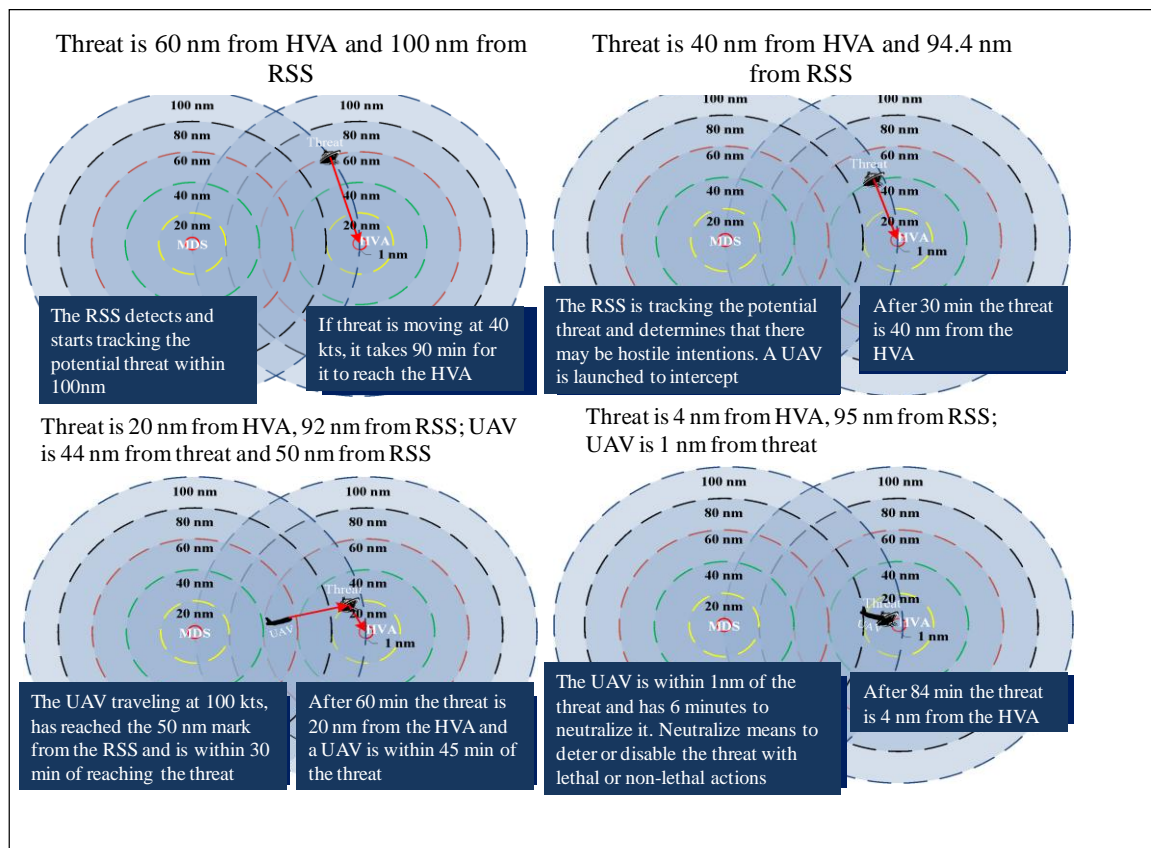 Threat is 60 nm from HVA and 100 nm from
RSS
100 nm
100 nm
80 nm
80 nm
Threat
60 nm
60 nm
40 nm
40 nm
20 nm
20 nm
MDS
HVA
1 nm
The RSS detects and
starts tracking the
potential threat within
100nm
If threat is moving at 40
kts, it takes 90 min for
it to reach the HVA
Threat is 40 nm from HVA and 94.4 nm
from RSS
100 nm
100 nm
80 nm
80 nm
60 nm
60 nm
Threat
40 nm
40 nm
20 nm
20 nm
MDS
HVA
1 nm
The RSS is tracking the potential
threat and determines that there
may be hostile intentions. A UAV
is launched to intercept
After 30 min the threat
is 40 nm from the
HVA
Threat is 20 nm from HVA, 92 nm from RSS; UAV
is 44 nm from threat and 50 nm from RSS
100 nm
100 nm
80 nm
80 nm
60 nm
60 nm
40 nm
40 nm
Threat
20 nm
20 nm
MDS
UAV
HVA
1 nm
The UAV traveling at 100 kts,
has reached the 50 nm mark
from the RSS and is within 30
min of reaching the threat
After 60 min the threat is
20 nm from the HVA and
a UAV is within 45 min of
the threat
Threat is 4 nm from HVA, 95 nm from RSS;
UAV is 1 nm from threat
100 nm
100 nm
80 nm
80 nm
60 nm
60 nm
40 nm
40 nm
20 nm
20 nm
Threat
MDS
UAV
HVA
1 nm
The UAV is within 1nm of the
threat and has 6 minutes to
neutralize it. Neutralize means to
deter or disable the threat with
lethal or non-lethal actions
After 84 min the threat
is 4 nm from the HVA